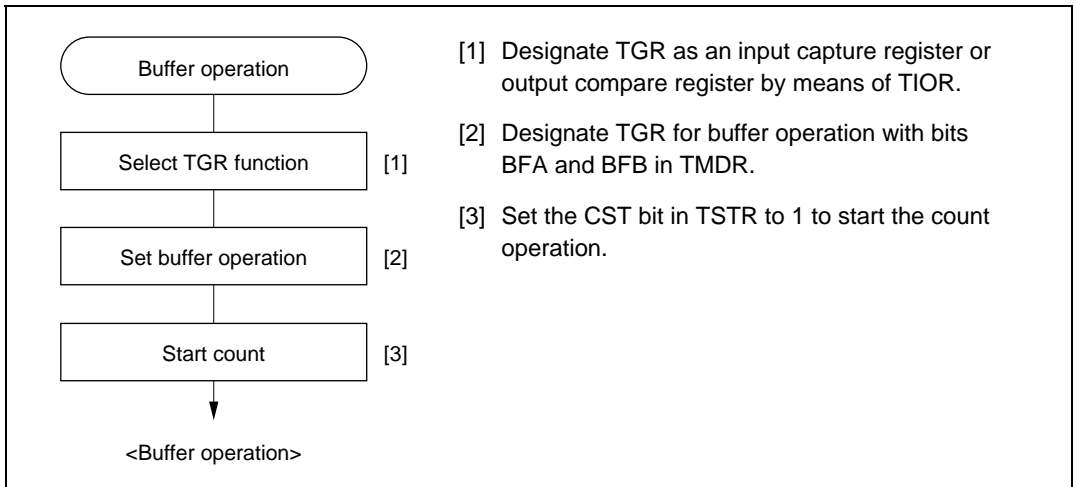 Buffer operation
Select TGR function [1]
Set buffer operation [2]
Start count [3]
<Buffer operation>
[1] Designate TGR as an input capture register or
output compare register by means of TIOR.
[2] Designate TGR for buffer operation with bits
BFA and BFB in TMDR.
[3] Set the CST bit in TSTR to 1 to start the count
operation.